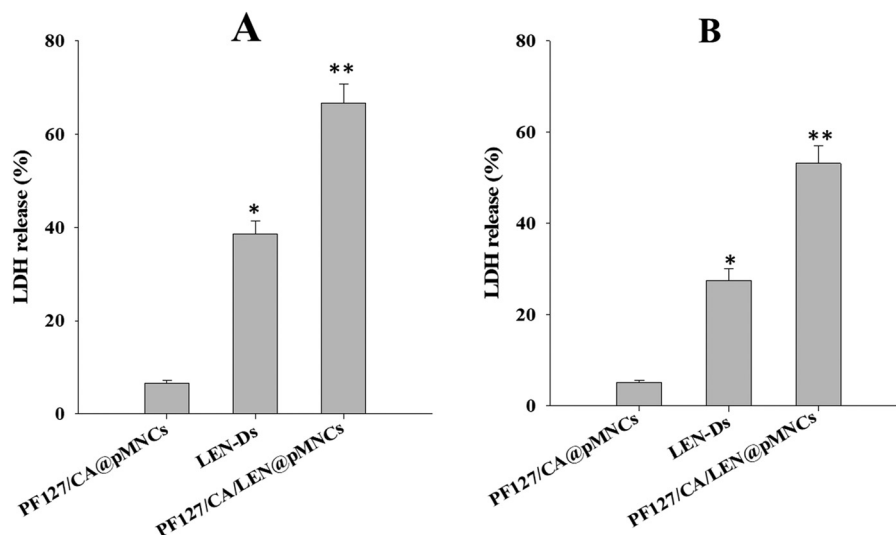 A
LDH release (%)
80
60
40
20
0
*
**
PF127/CA@pMNCs
LEN-Ds
PF127/CA/LEN@pMNCs
B
LDH release (%)
80
60
40
20
0
*
**
PF127/CA@pMNCs
LEN-Ds
PF127/CA/LEN@pMNCs